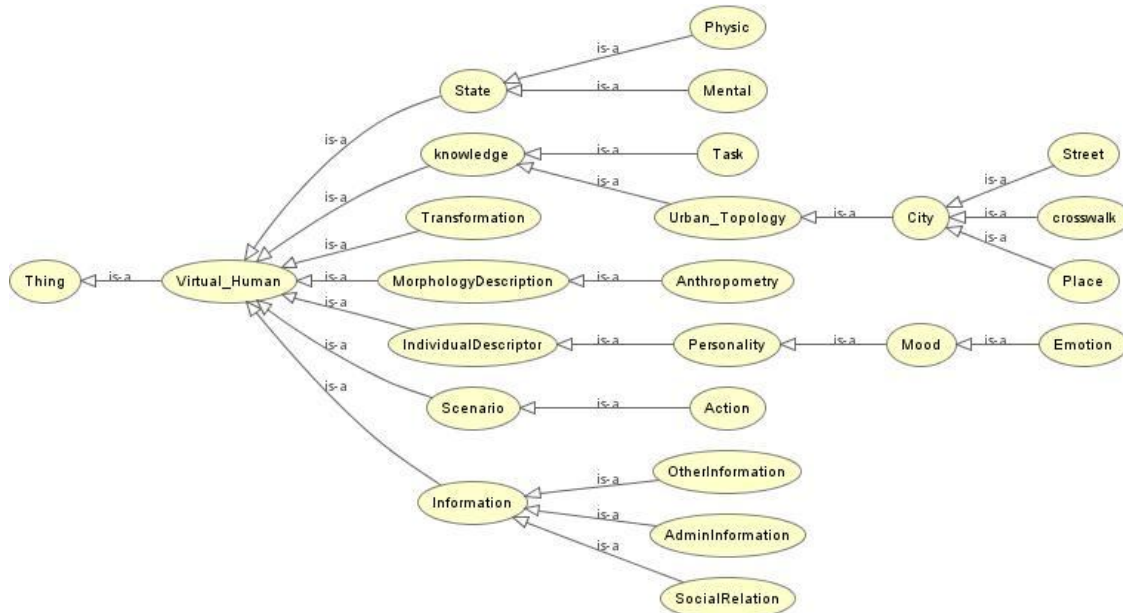 Physic
is-a
State
is-a
Mental
is-a
knowledge
is-a
Task
Street
is-a
is-a
is-a
Transformation
Urban_Topology
is-a
City
is-a
crosswalk
is-a
is-a
Thing
is-a
Virtual_Human
is-a
MorphologyDescription
is-a
Anthropometry
Place
is-a
IndividualDescriptor
is-a
Personality
is-a
Mood
is-a
Emotion
is-a
is-a
Scenario
is-a
Action
OtherInformation
is-a
Information
is-a
AdminInformation
is-a
SocialRelation